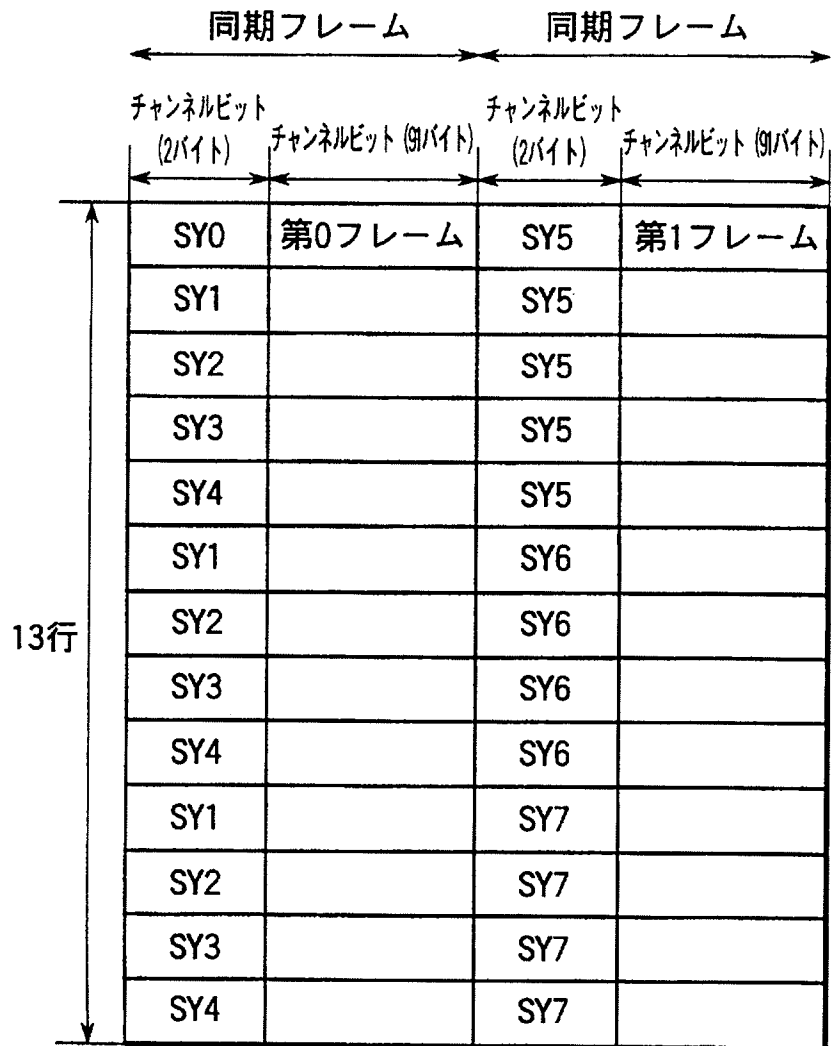 同期フレーム 同期フレーム
チャンネルビット (2バイト) チャンネルビット (91バイト) チャンネルビット (2バイト) チャンネルビット (91バイト)
SY0 第0フレーム SY5 第1フレーム
SY1 SY5
SY2 SY5
SY3 SY5
SY4 SY5
SY1 SY6
13行
SY2 SY6
SY3 SY6
SY4 SY6
SY1 SY7
SY2 SY7
SY3 SY7
SY4 SY7